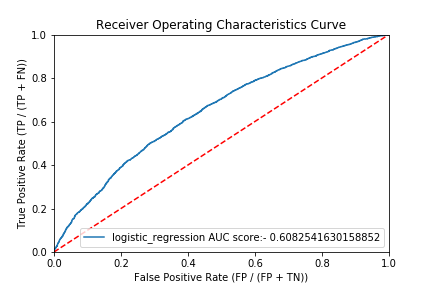 Receiver Operating Characteristics Curve
True Positive Rate (TP / (TP + FN))
1.0
0.8
0.6
0.4
0.2
0.0
logistic_regression AUC score:- 0.6082541630158852
0.0 0.2 0.4 0.6 0.8 1.0
False Positive Rate (FP / (FP + TN))